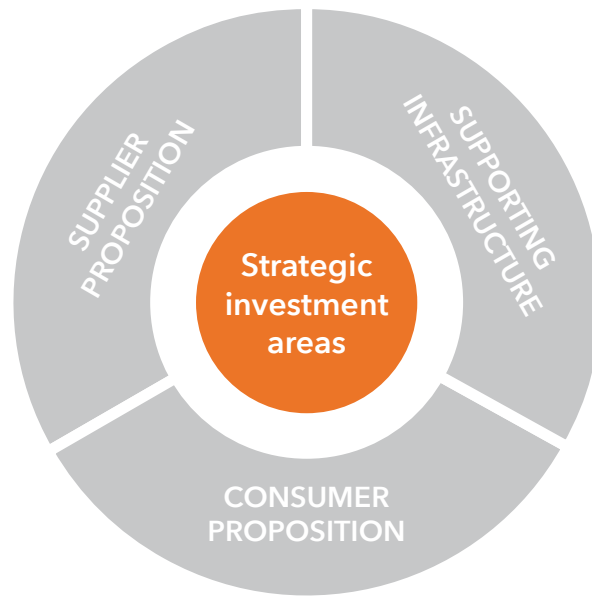 SUPPLIER
PROPOSITION
SUPPORTING
INFRASTRUCTURE
Strategic
investment
areas
CONSUMER
PROPOSITION